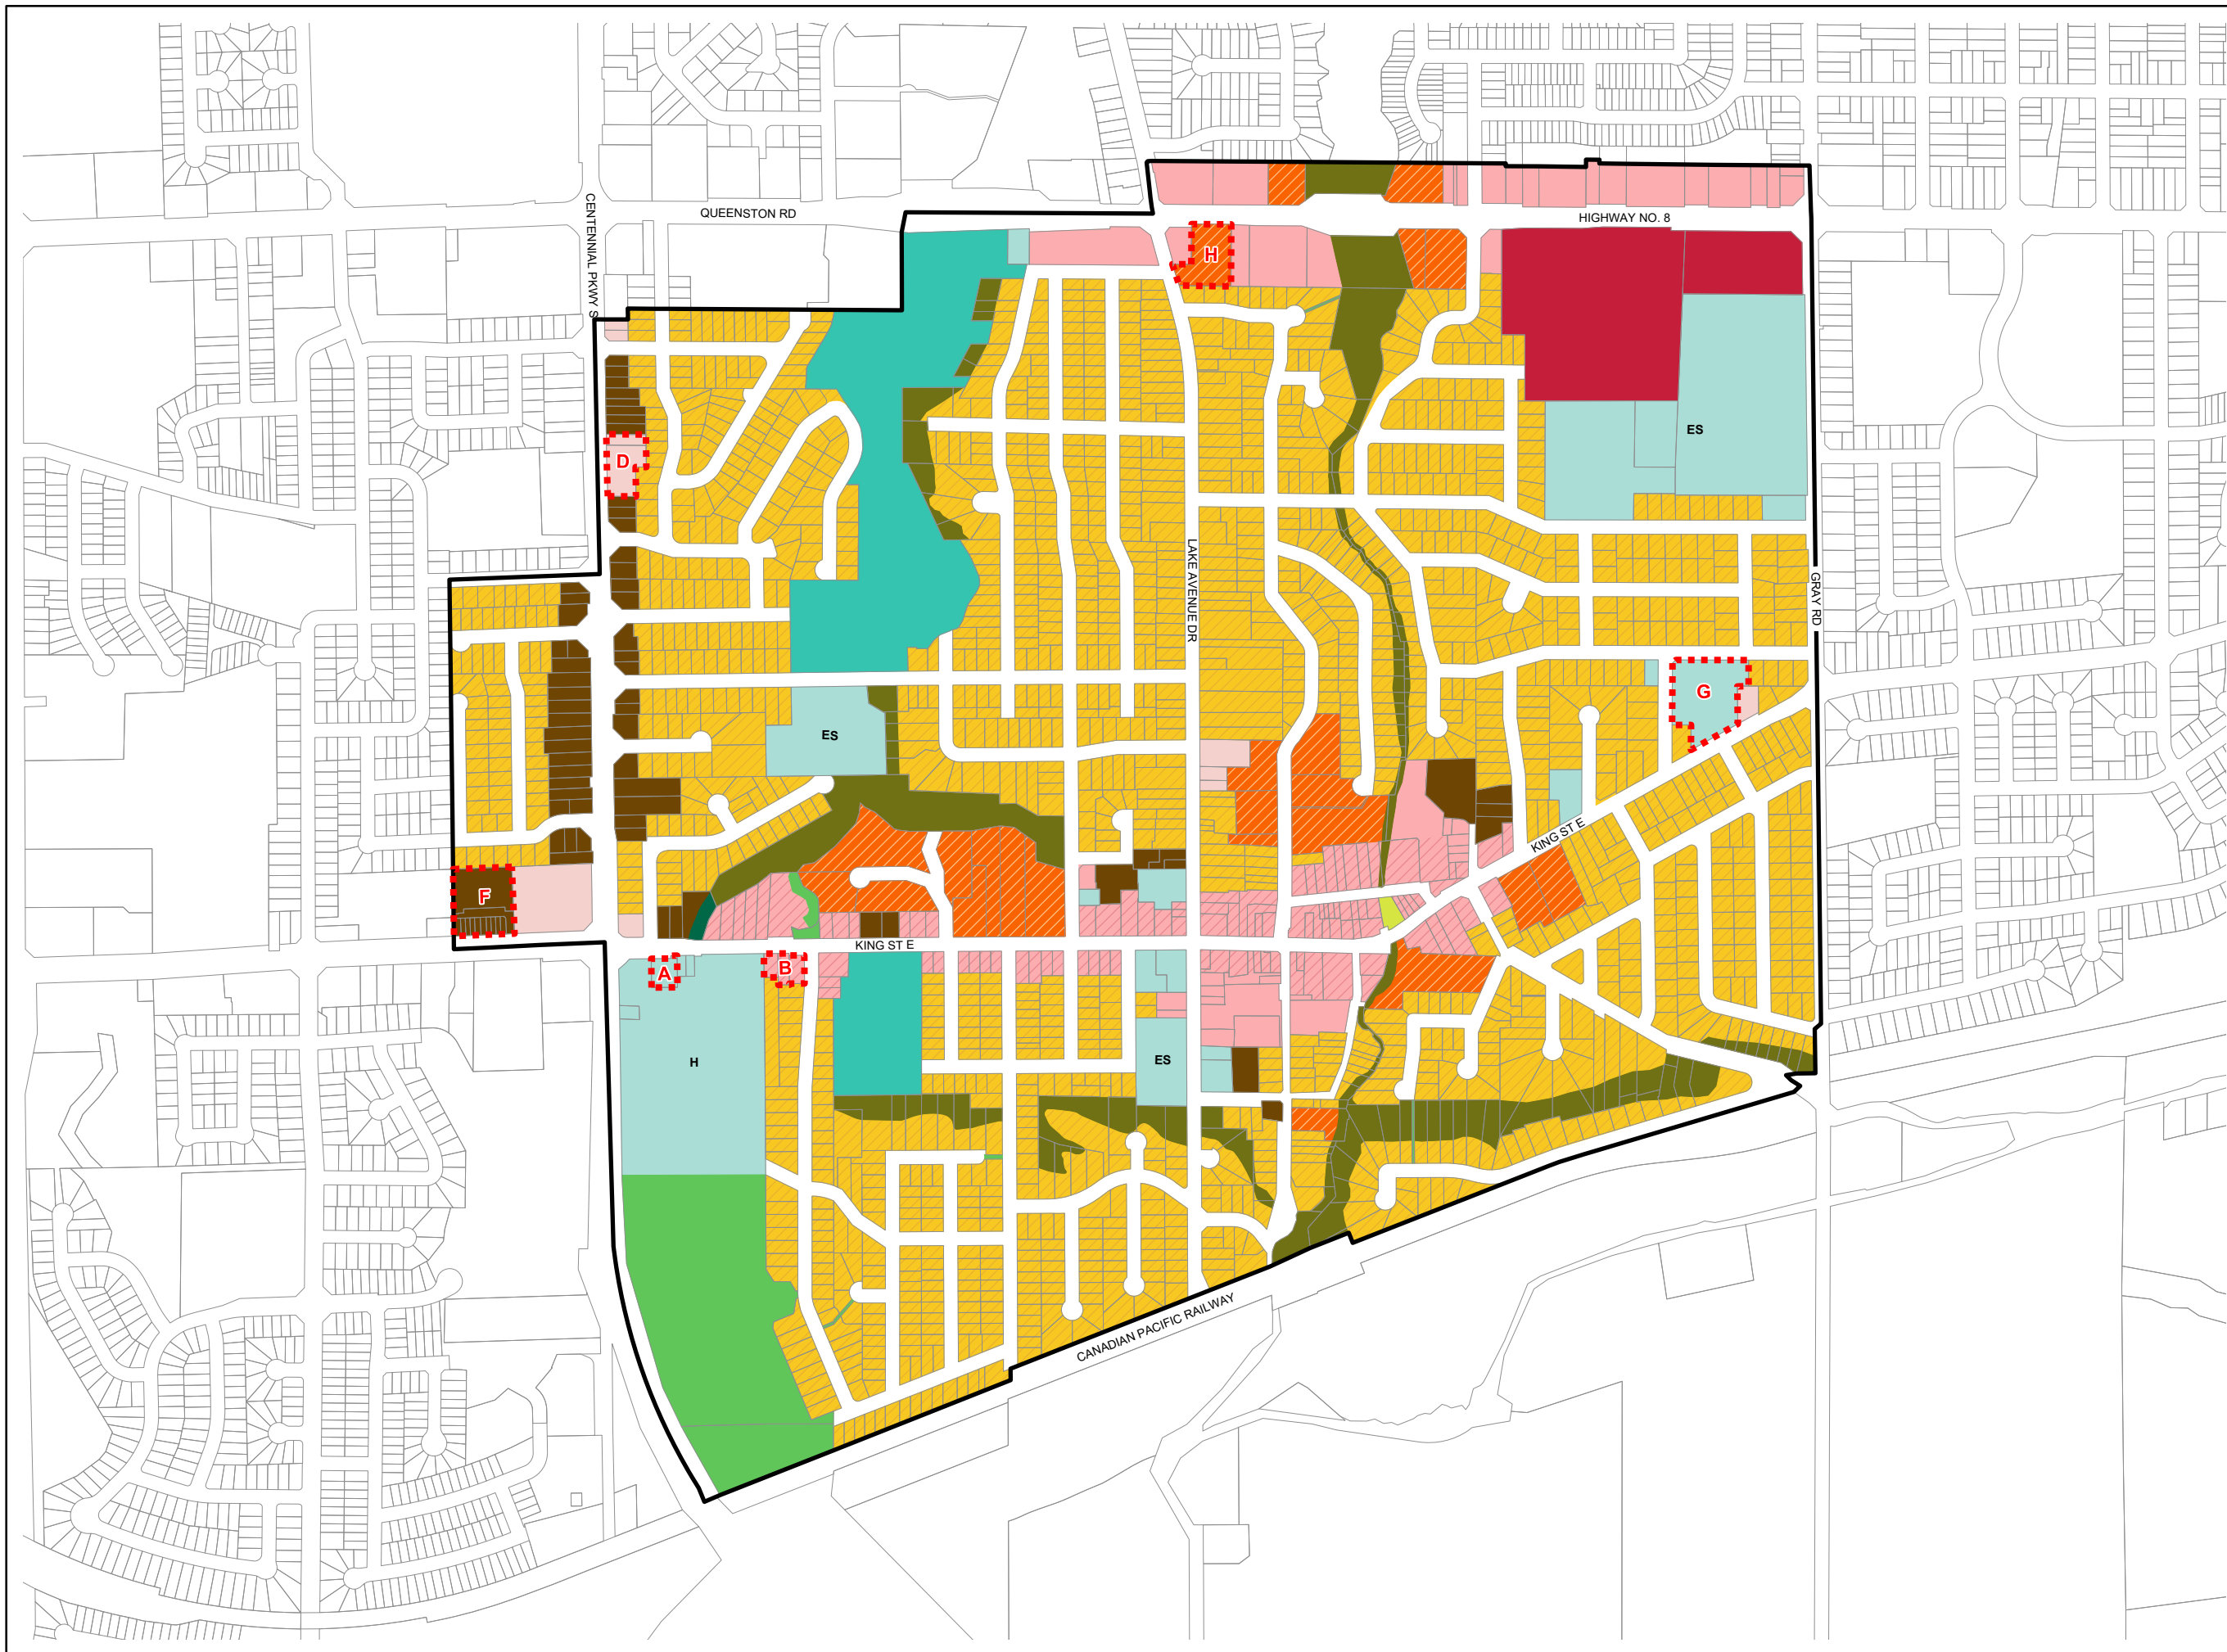 CENTENNIAL PKWY S
QUEENSTON RD
HIGHWAY NO. 8
H
ES
D
LAKE AVENUE DR
GRAY RD
G
ES
KING ST E
F
KING ST E
A
B
H
ES
CANADIAN PACIFIC RAILWAY